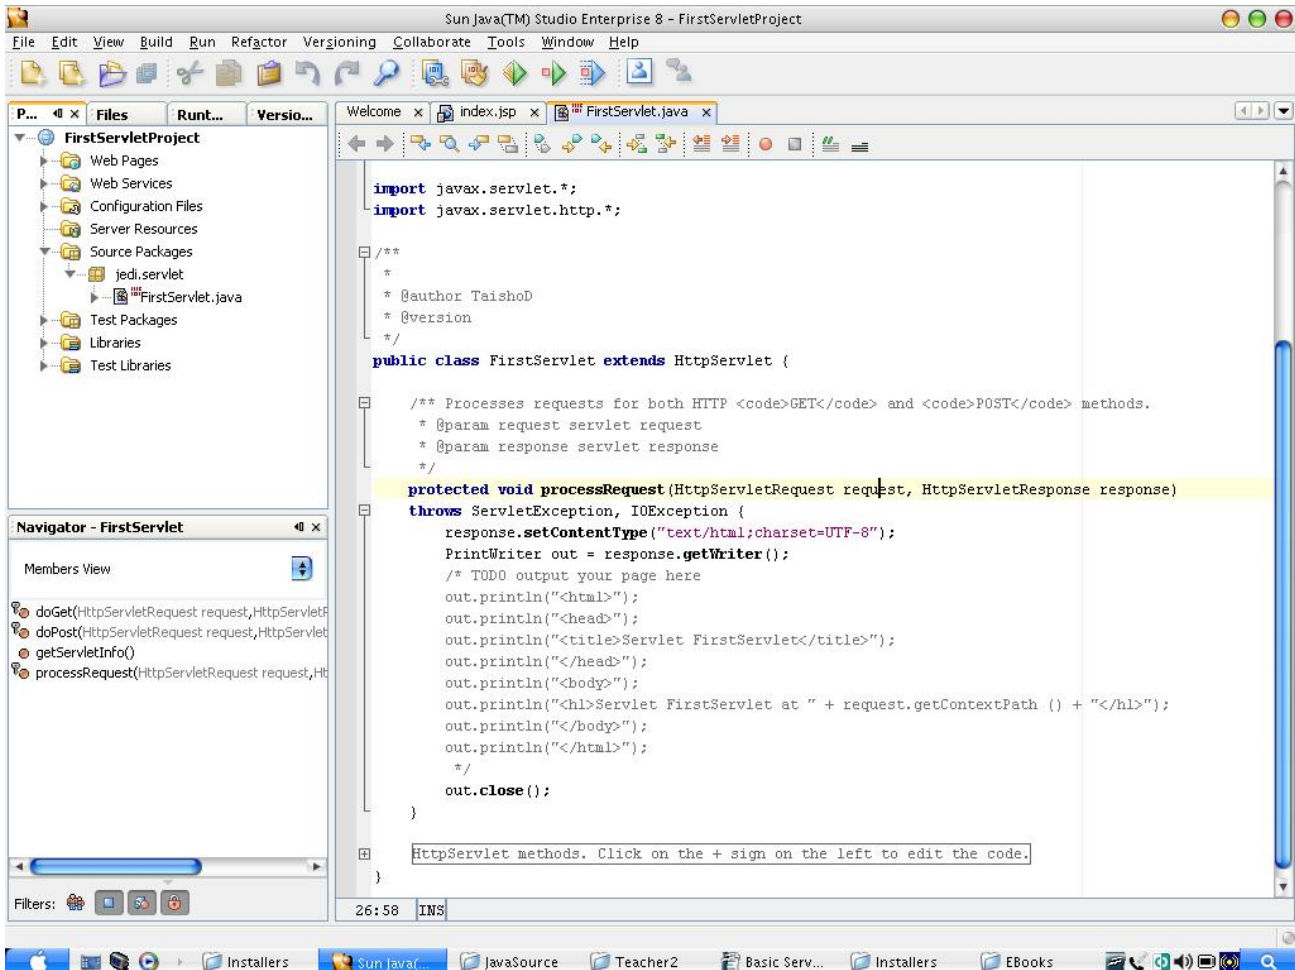 Sun Java(TM) Studio Enterprise 8 - FirstServletProject
File Edit View Build Run Refactor Versioning Collaborate Tools Window Help
P... Files Runt... Versio...
FirstServletProject
Web Pages
Web Services
Configuration Files
Server Resources
Source Packages
jedi.servlet
FirstServlet.java
Test Packages
Libraries
Test Libraries
Navigator - FirstServlet
Members View
doGet(HttpServletRequest request,HttpServletR
doPost(HttpServletRequest request,HttpServlet
getServletInfo()
processRequest(HttpServletRequest request,Ht
Filters:
Welcome x index.jsp x FirstServlet.java x
import javax.servlet.*;
import javax.servlet.http.*;
/**
*
* @author TaishoD
* @version
*/
public class FirstServlet extends HttpServlet {
/** Processes requests for both HTTP <code>GET</code> and <code>POST</code> methods.
* @param request servlet request
* @param response servlet response
*/
protected void processRequest(HttpServletRequest request, HttpServletResponse response)
throws ServletException, IOException {
response.setContentType("text/html;charset=UTF-8");
PrintWriter out = response.getWriter();
/* TODO output your page here
out.println("<html>");
out.println("<head>");
out.println("<title>Servlet FirstServlet</title>");
out.println("</head>");
out.println("<body>");
out.println("<h1>Servlet FirstServlet at " + request.getContextPath () + "</h1>");
out.println("</body>");
out.println("</html>");
*/
out.close();
}
HttpServlet methods. Click on the + sign on the left to edit the code.
}
26:58 INS
Installers Sun Java(... JavaSource Teacher2 Basic Serv... Installers EBooks